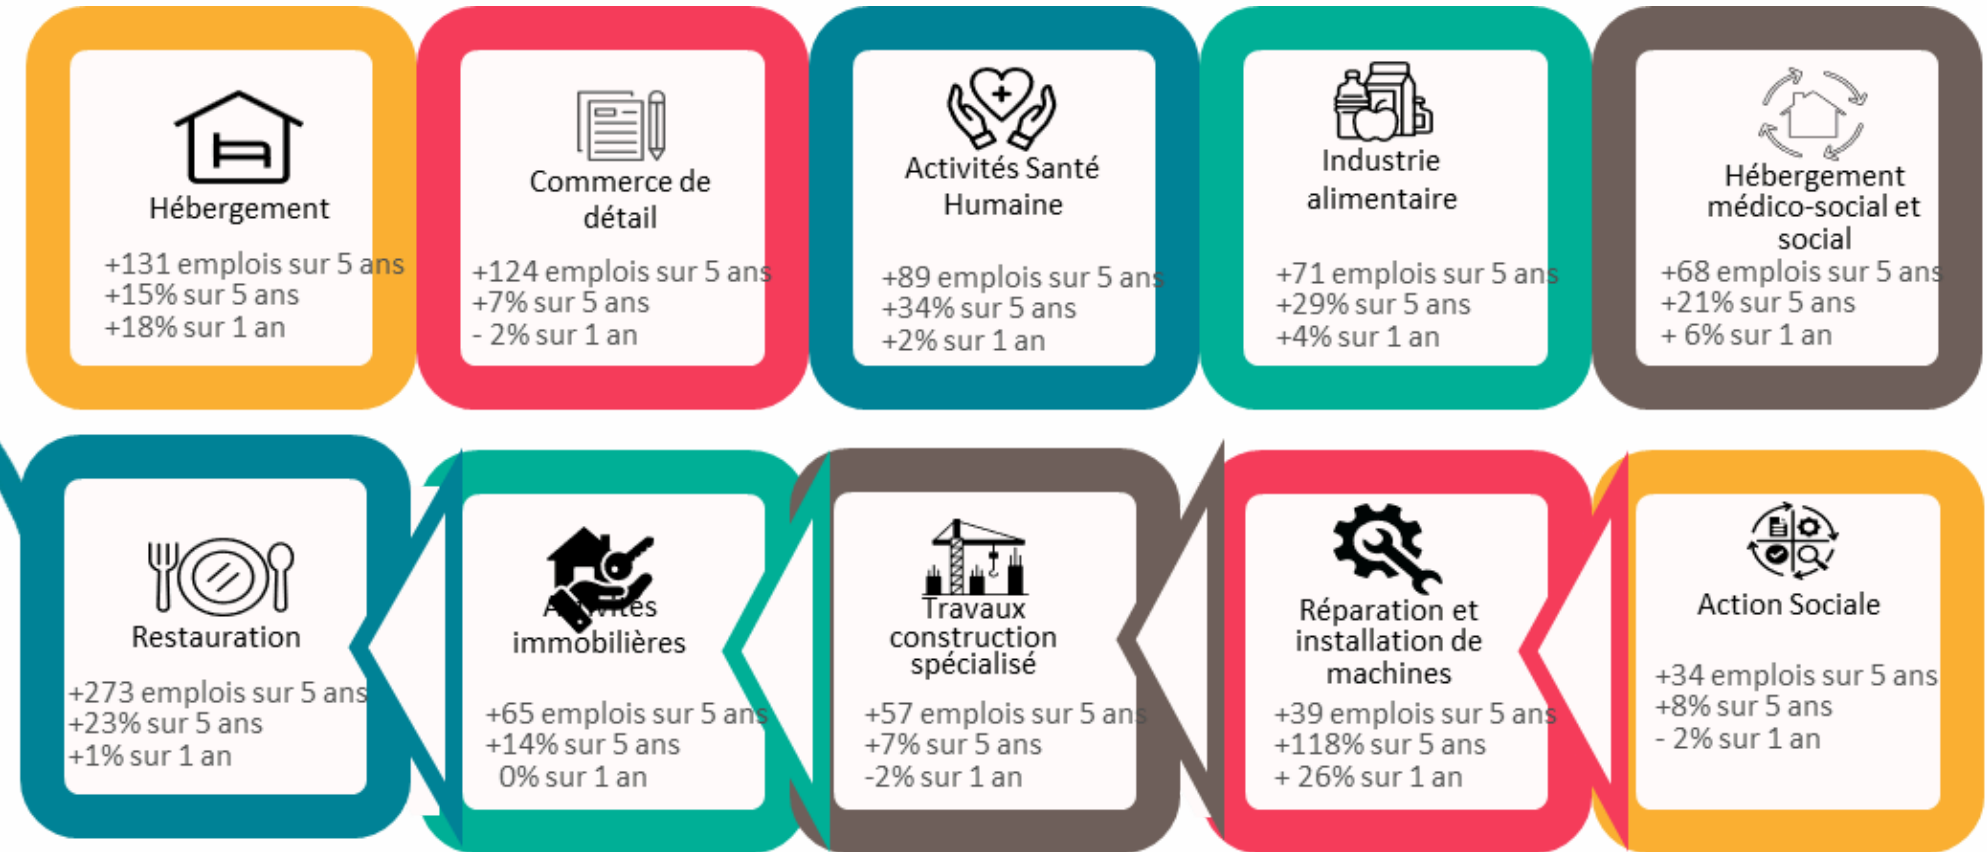 Hébergement
+131 emplois sur 5 ans
+15% sur 5 ans
+18% sur 1 an
Commerce de
détail
+124 emplois sur 5 ans
+7% sur 5 ans
- 2% sur 1 an
Activités Santé
Humaine
+89 emplois sur 5 ans
+34% sur 5 ans
+2% sur 1 an
Industrie
alimentaire
+71 emplois sur 5 ans
+29% sur 5 ans
+4% sur 1 an
Hébergement
médico-social et
social
+68 emplois sur 5 ans
+21% sur 5 ans
+ 6% sur 1 an
Restauration
+273 emplois sur 5 ans
+23% sur 5 ans
+1% sur 1 an
Activités
immobilières
+65 emplois sur 5 ans
+14% sur 5 ans
0% sur 1 an
Travaux
construction
spécialisé
+57 emplois sur 5 ans
+7% sur 5 ans
-2% sur 1 an
Réparation et
installation de
machines
+39 emplois sur 5 ans
+118% sur 5 ans
+ 26% sur 1 an
Action Sociale
+34 emplois sur 5 ans
+8% sur 5 ans
- 2% sur 1 an